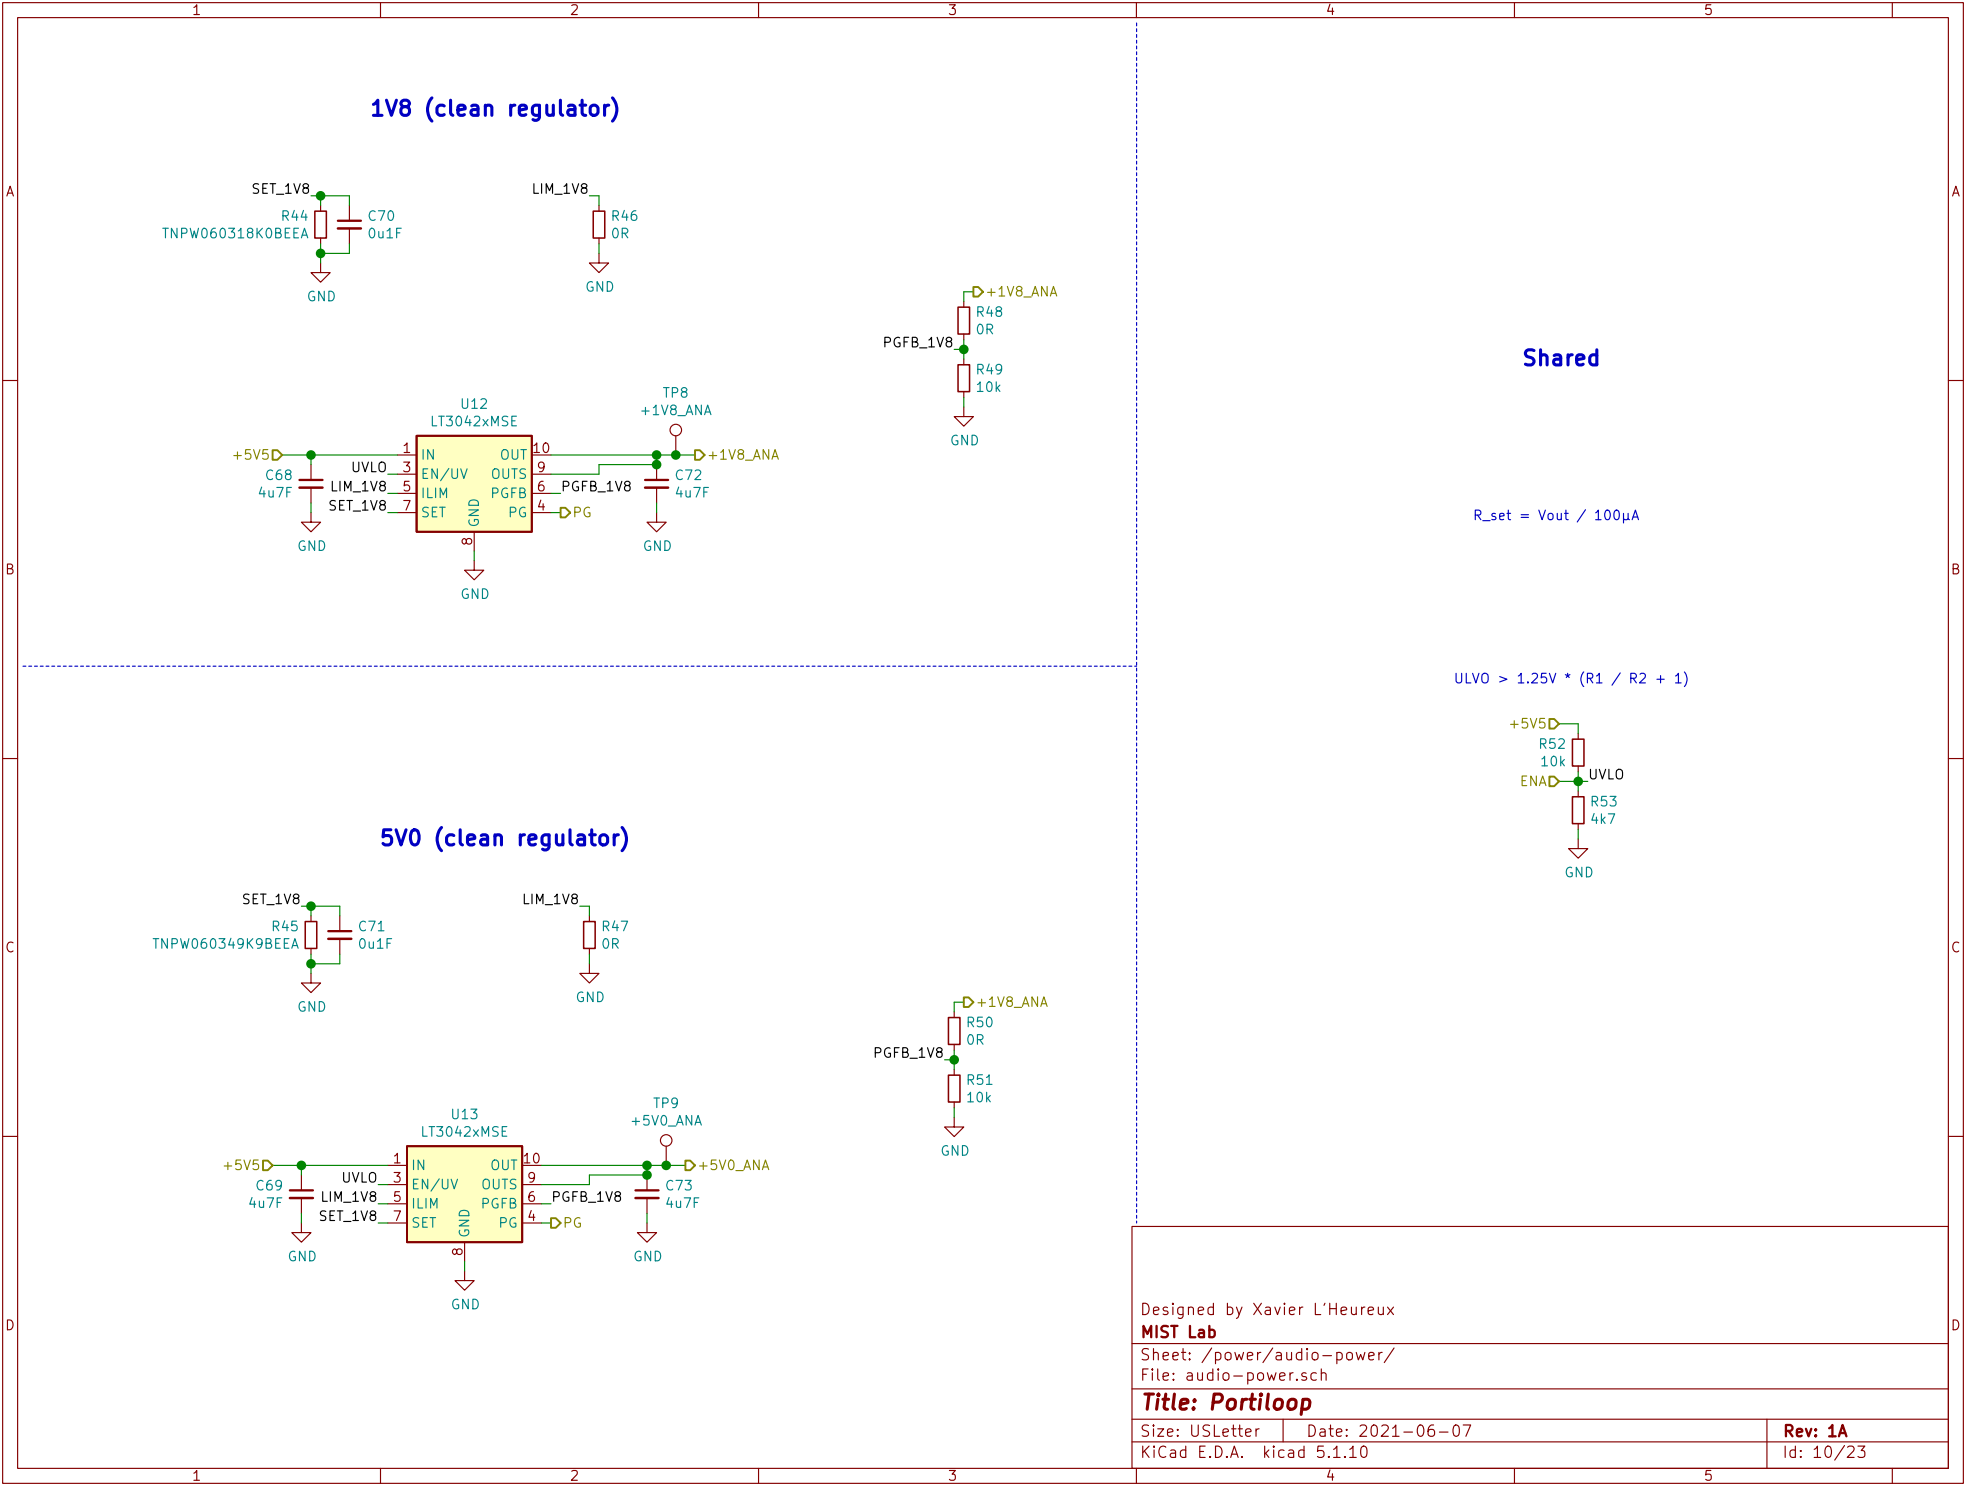 1 2 3 4 5
A A
B B
C C
D D
1V8 (clean regulator)
SET_1V8
R44
TNPW060318K0BEEA
C70
0u1F
GND
LIM_1V8
R46
0R
GND
+1V8_ANA
R48
0R
PGFB_1V8
R49
10k
GND
U12
LT3042xMSE
TP8
+1V8_ANA
+5V5
C68
4u7F
GND
UVLO
LIM_1V8
SET_1V8
1 IN
3 EN/UV
5 ILIM
7 SET
GND
8
OUT 10
OUTS 9
PGFB 6
PG 4
PGFB_1V8
PG
+1V8_ANA
C72
4u7F
GND
GND
5V0 (clean regulator)
SET_1V8
R45
TNPW060349K9BEEA
C71
0u1F
GND
LIM_1V8
R47
0R
GND
+1V8_ANA
R50
0R
PGFB_1V8
R51
10k
GND
U13
LT3042xMSE
TP9
+5V0_ANA
+5V5
C69
4u7F
GND
UVLO
LIM_1V8
SET_1V8
1 IN
3 EN/UV
5 ILIM
7 SET
GND
8
OUT 10
OUTS 9
PGFB 6
PG 4
PGFB_1V8
PG
+5V0_ANA
C73
4u7F
GND
GND
Shared
R_set = Vout / 100µA
ULVO > 1.25V * (R1 / R2 + 1)
+5V5
R52
10k
ENA
UVLO
R53
4k7
GND
Designed by Xavier L'Heureux
MIST Lab
Sheet: /power/audio-power/
File: audio-power.sch
Title: Portiloop
Size: USLetter Date: 2021-06-07 Rev: 1A
KiCad E.D.A. kicad 5.1.10 Id: 10/23
1 2 3 4 5